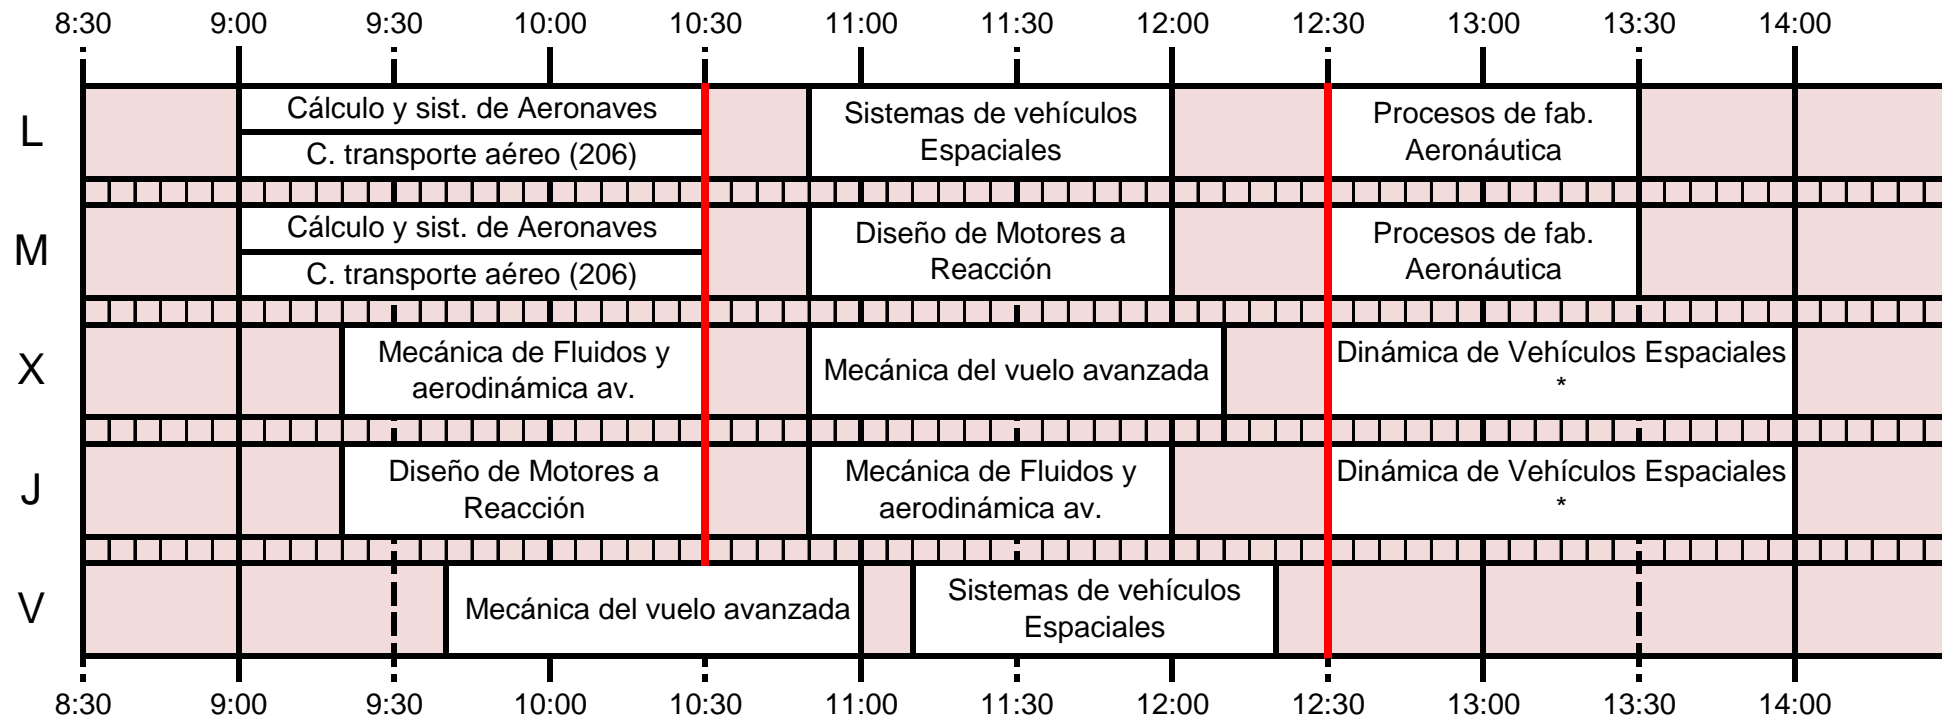 8:30 9:00 9:30 10:00 10:30 11:00 11:30 12:00 12:30 13:00 13:30 14:00
L
Cálculo y sist. de Aeronaves
C. transporte aéreo (206)
Sistemas de vehículos
Espaciales
Procesos de fab.
Aeronáutica
M
Cálculo y sist. de Aeronaves
C. transporte aéreo (206)
Diseño de Motores a
Reacción
Procesos de fab.
Aeronáutica
X
Mecánica de Fluidos y
aerodinámica av.
Mecánica del vuelo avanzada
Dinámica de Vehículos Espaciales
*
J
Diseño de Motores a
Reacción
Mecánica de Fluidos y
aerodinámica av.
Dinámica de Vehículos Espaciales
*
V
Mecánica del vuelo avanzada
Sistemas de vehículos
Espaciales
8:30 9:00 9:30 10:00 10:30 11:00 11:30 12:00 12:30 13:00 13:30 14:00